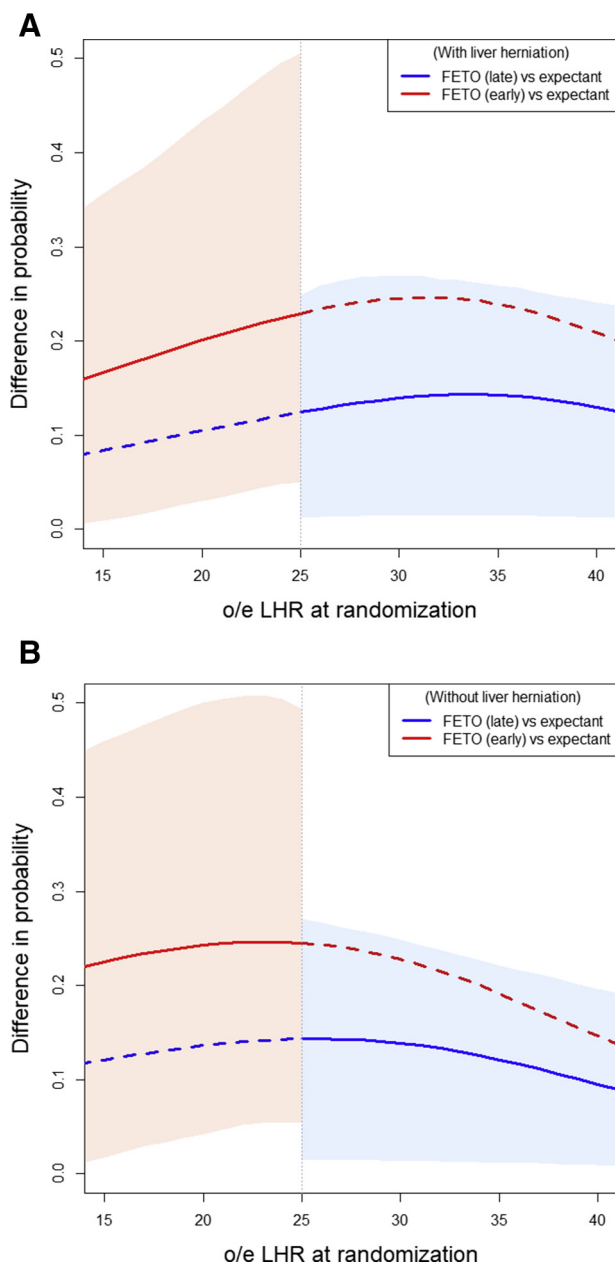 A
(With liver herniation)
FETO (late) vs expectant
FETO (early) vs expectant
Difference in probability
0.5
0.4
0.3
0.2
0.1
0.0
15 20 25 30 35 40
o/e LHR at randomization
B
(Without liver herniation)
FETO (late) vs expectant
FETO (early) vs expectant
Difference in probability
0.5
0.4
0.3
0.2
0.1
0.0
15 20 25 30 35 40
o/e LHR at randomization